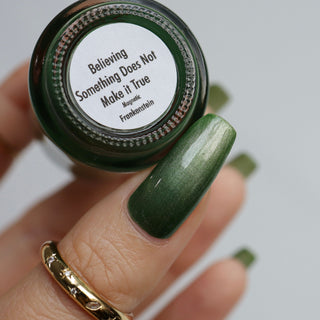 Believing
Something Does Not
Make it True
Magnetic
Frankenstein